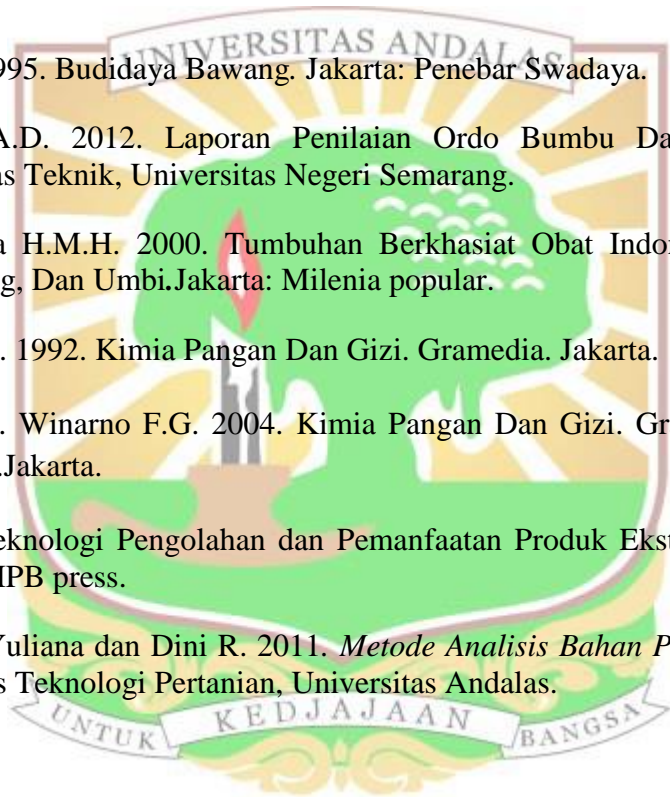 UNIVERSITAS ANDALAS
995. Budidaya Bawang. Jakarta: Penebar Swadaya.
A.D. 2012. Laporan Penilaian Ordo Bumbu Da
as Teknik, Universitas Negeri Semarang.
a H.M.H. 2000. Tumbuhan Berkhasiat Obat Indon
g, Dan Umbi.Jakarta: Milenia popular.
. 1992. Kimia Pangan Dan Gizi. Gramedia. Jakarta.
. Winarno F.G. 2004. Kimia Pangan Dan Gizi. Gr
.Jakarta.
eknologi Pengolahan dan Pemanfaatan Produk Ekst
IPB press.
Yuliana dan Dini R. 2011. Metode Analisis Bahan P
s Teknologi Pertanian, Universitas Andalas.
UNTUK KEDJAJAAN BANGSA